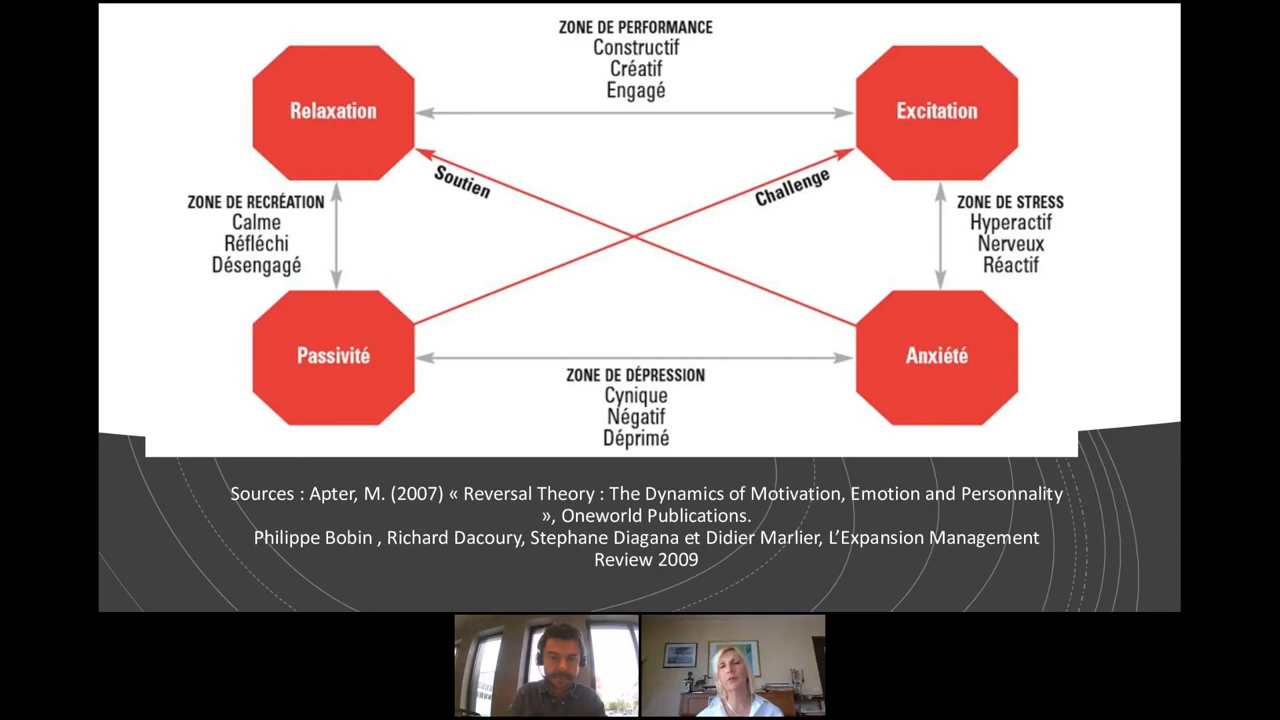 ZONE DE PERFORMANCE
Constructif
Créatif
Engagé
Relaxation
Excitation
Soutien
Challenge
ZONE DE RECRÉATION
Calme
Réfléchi
Désengagé
ZONE DE STRESS
Hyperactif
Nerveux
Réactif
Passivité
Anxiété
ZONE DE DÉPRESSION
Cynique
Négatif
Déprimé
Sources : Apter, M. (2007) « Reversal Theory : The Dynamics of Motivation, Emotion and Personnality
», Oneworld Publications.
Philippe Bobin , Richard Dacoury, Stephane Diagana et Didier Marlier, L’Expansion Management
Review 2009